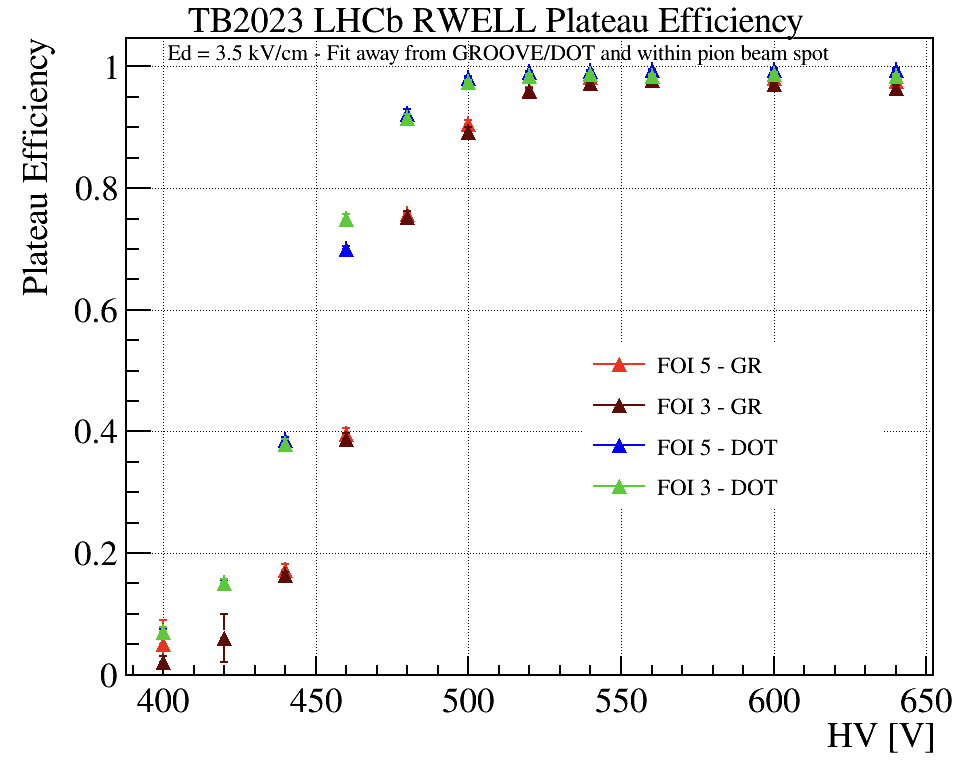 TB2023 LHCb RWELL Plateau Efficiency
Ed = 3.5 kV/cm - Fit away from GROOVE/DOT and within pion beam spot
Plateau Efficiency
1
0.8
0.6
0.4
0.2
0
FOI 5 - GR
FOI 3 - GR
FOI 5 - DOT
FOI 3 - DOT
400 450 500 550 600 650
HV [V]